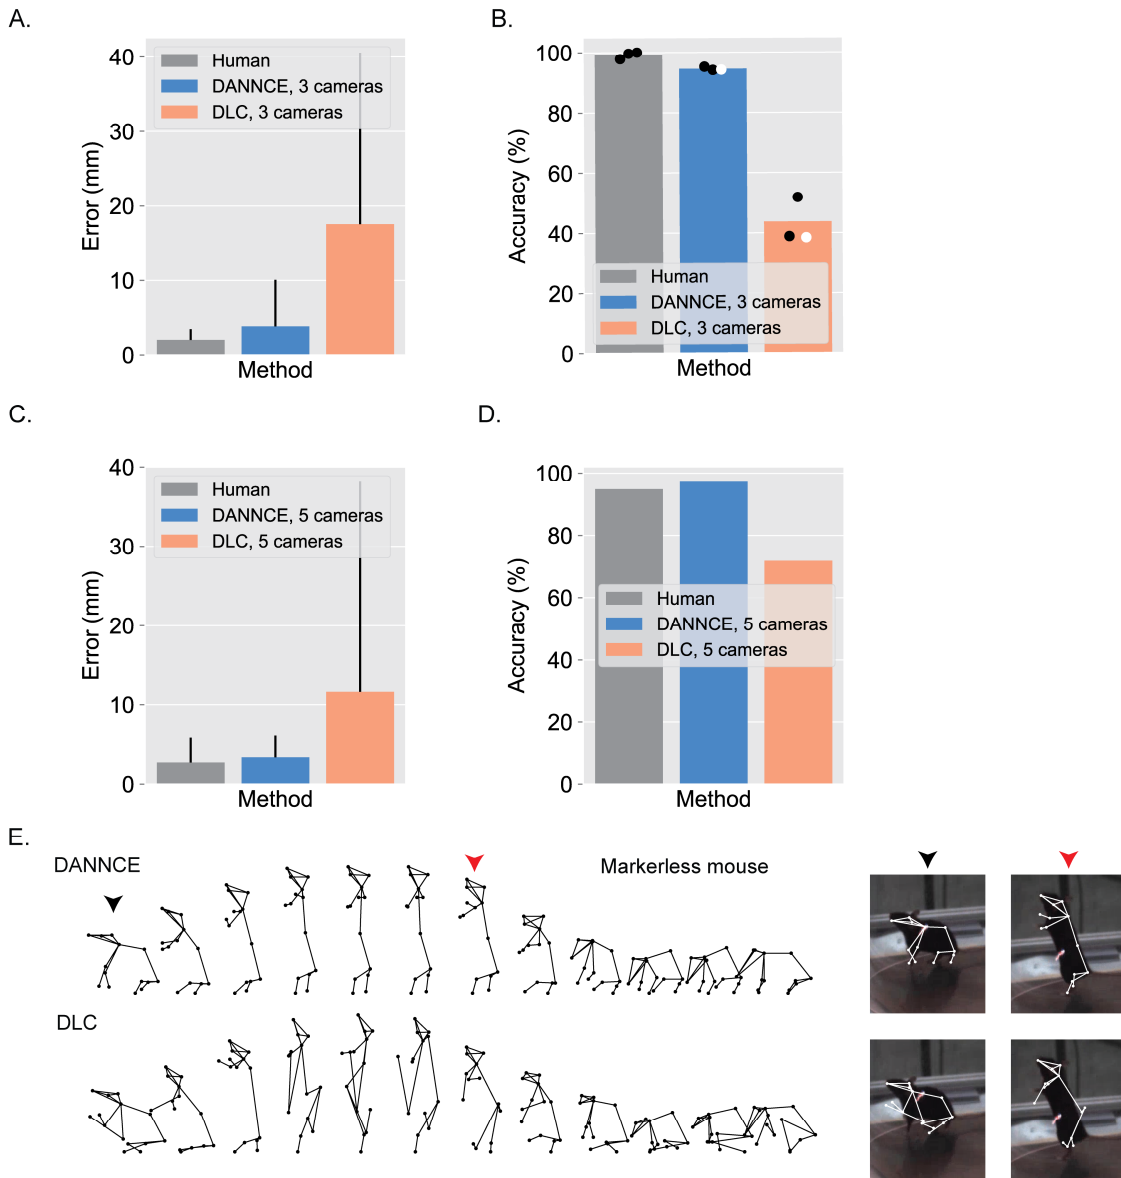 A.
40
30
20
10
0
Error (mm)
Human
DANNCE, 3 cameras
DLC, 3 cameras
Method
B.
100
80
60
40
20
0
Accuracy (%)
Human
DANNCE, 3 cameras
DLC, 3 cameras
Method
C.
40
30
20
10
0
Error (mm)
Human
DANNCE, 5 cameras
DLC, 5 cameras
Method
D.
100
80
60
40
20
0
Accuracy (%)
Human
DANNCE, 5 cameras
DLC, 5 cameras
Method
E.
DANNCE
Markerless mouse
DLC